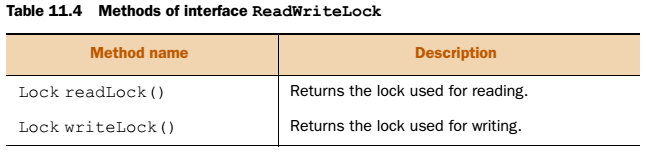 Table 11.4 Methods of interface ReadWriteLock
Method name Description
Lock readLock() Returns the lock used for reading.
Lock writeLock() Returns the lock used for writing.